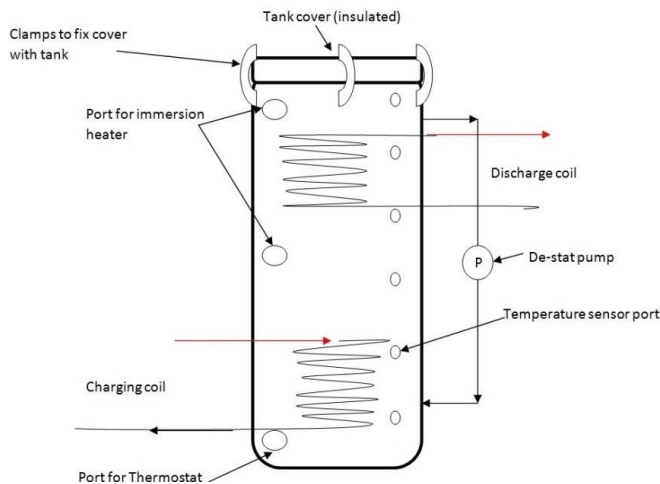 Tank cover (insulated)
Clamps to fix cover
with tank
Port for immersion
heater
Discharge coil
P
De-stat pump
Temperature sensor port
Charging coil
Port for Thermostat